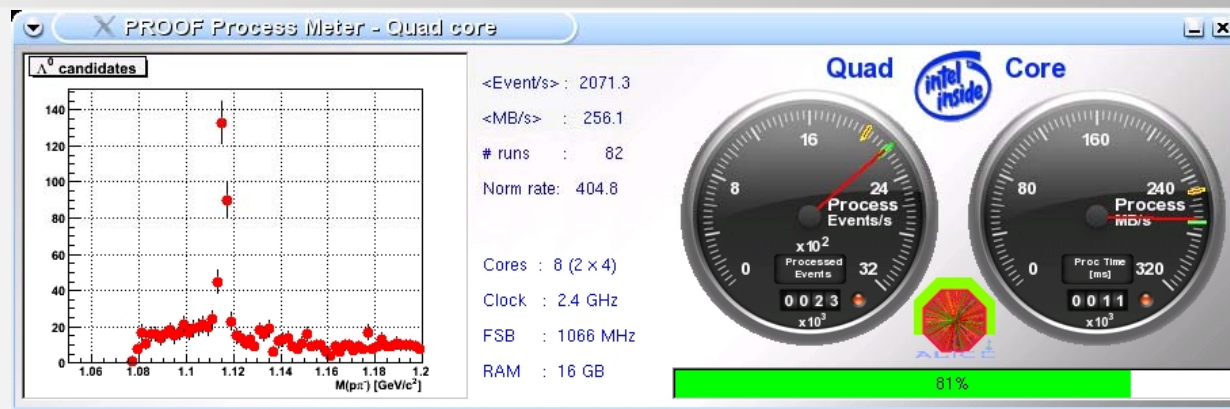 PROOF Process Meter - Quad core
Λ⁰ candidates
140
120
100
80
60
40
20
0
1.06 1.08 1.1 1.12 1.14 1.16 1.18 1.2
M(pπ⁻) [GeV/c²]
<Event/s> : 2071.3
<MB/s> : 256.1
# runs : 82
Norm rate: 404.8
Cores : 8 (2 x 4)
Clock : 2.4 GHz
FSB : 1066 MHz
RAM : 16 GB
Quad intel inside Core
16
8 24
Process
Events/s
x10²
0 32
Processed
Events
0023
x10³
160
80 240
Process
MB/s
0 320
Proc Time
[ms]
0011
x10³
ALICE
81%